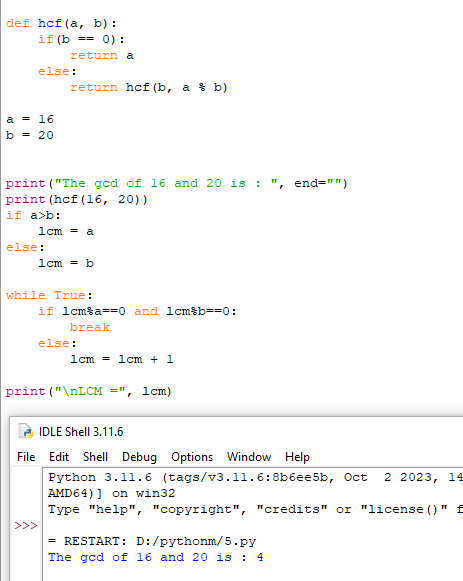 def hcf(a, b):
    if(b == 0):
        return a
    else:
        return hcf(b, a % b)
a = 16
b = 20
print("The gcd of 16 and 20 is : ", end="")
print(hcf(16, 20))
if a>b:
    lcm = a
else:
    lcm = b
while True:
    if lcm%a==0 and lcm%b==0:
        break
    else:
        lcm = lcm + 1
print("\nLCM =", lcm)
IDLE Shell 3.11.6
File Edit Shell Debug Options Window Help
Python 3.11.6 (tags/v3.11.6:8b6ee5b, Oct  2 2023, 14
AMD64)] on win32
Type "help", "copyright", "credits" or "license()" f
>>>
= RESTART: D:/pythonm/5.py
The gcd of 16 and 20 is : 4